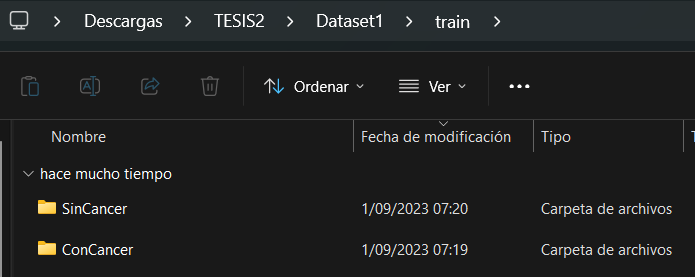 Descargas > TESIS2 > Dataset1 > train >
Ordenar Ver ...
Nombre Fecha de modificación Tipo
hace mucho tiempo
SinCancer 1/09/2023 07:20 Carpeta de archivos
ConCancer 1/09/2023 07:19 Carpeta de archivos